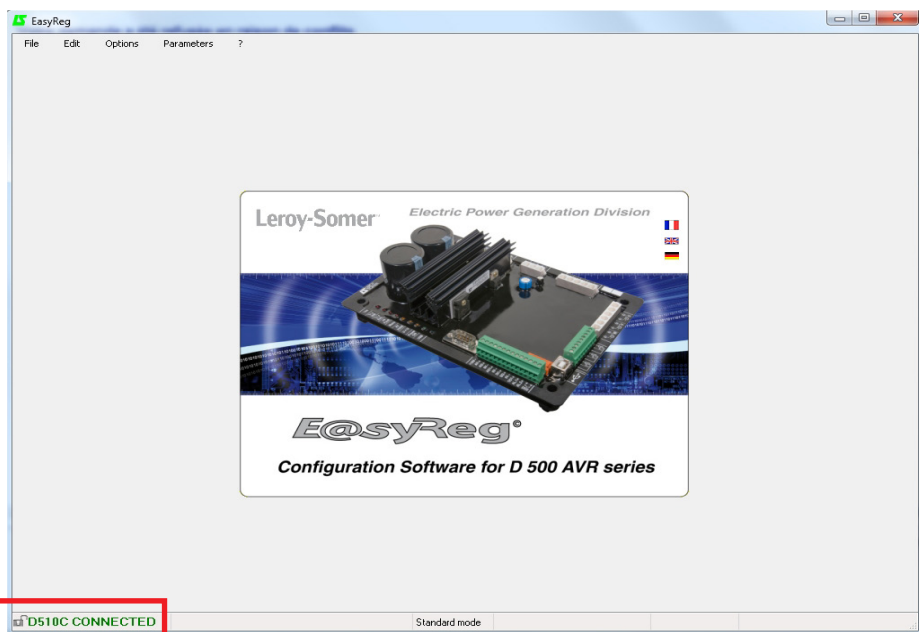 EasyReg
File Edit Options Parameters ?
Leroy-Somer
Electric Power Generation Division
E@syReg©
Configuration Software for D 500 AVR series
D510C CONNECTED
Standard mode